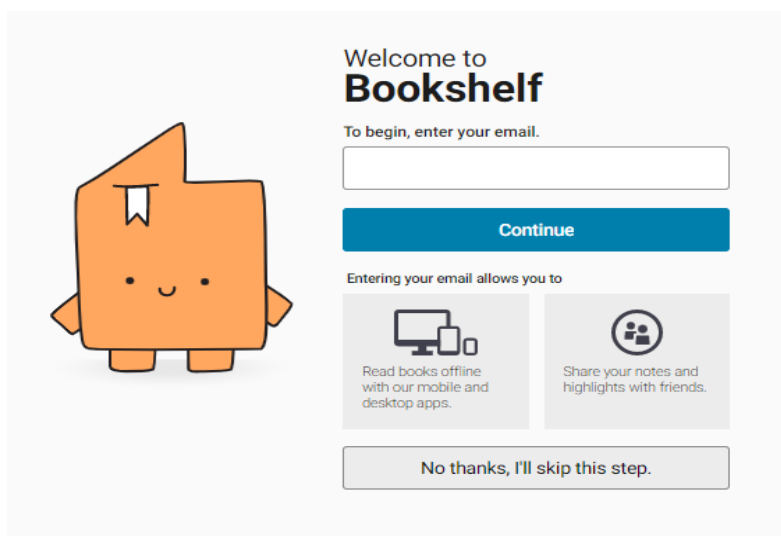 Welcome to
Bookshelf
To begin, enter your email.
Continue
Entering your email allows you to
Read books offline
with our mobile and
desktop apps.
Share your notes and
highlights with friends.
No thanks, I'll skip this step.